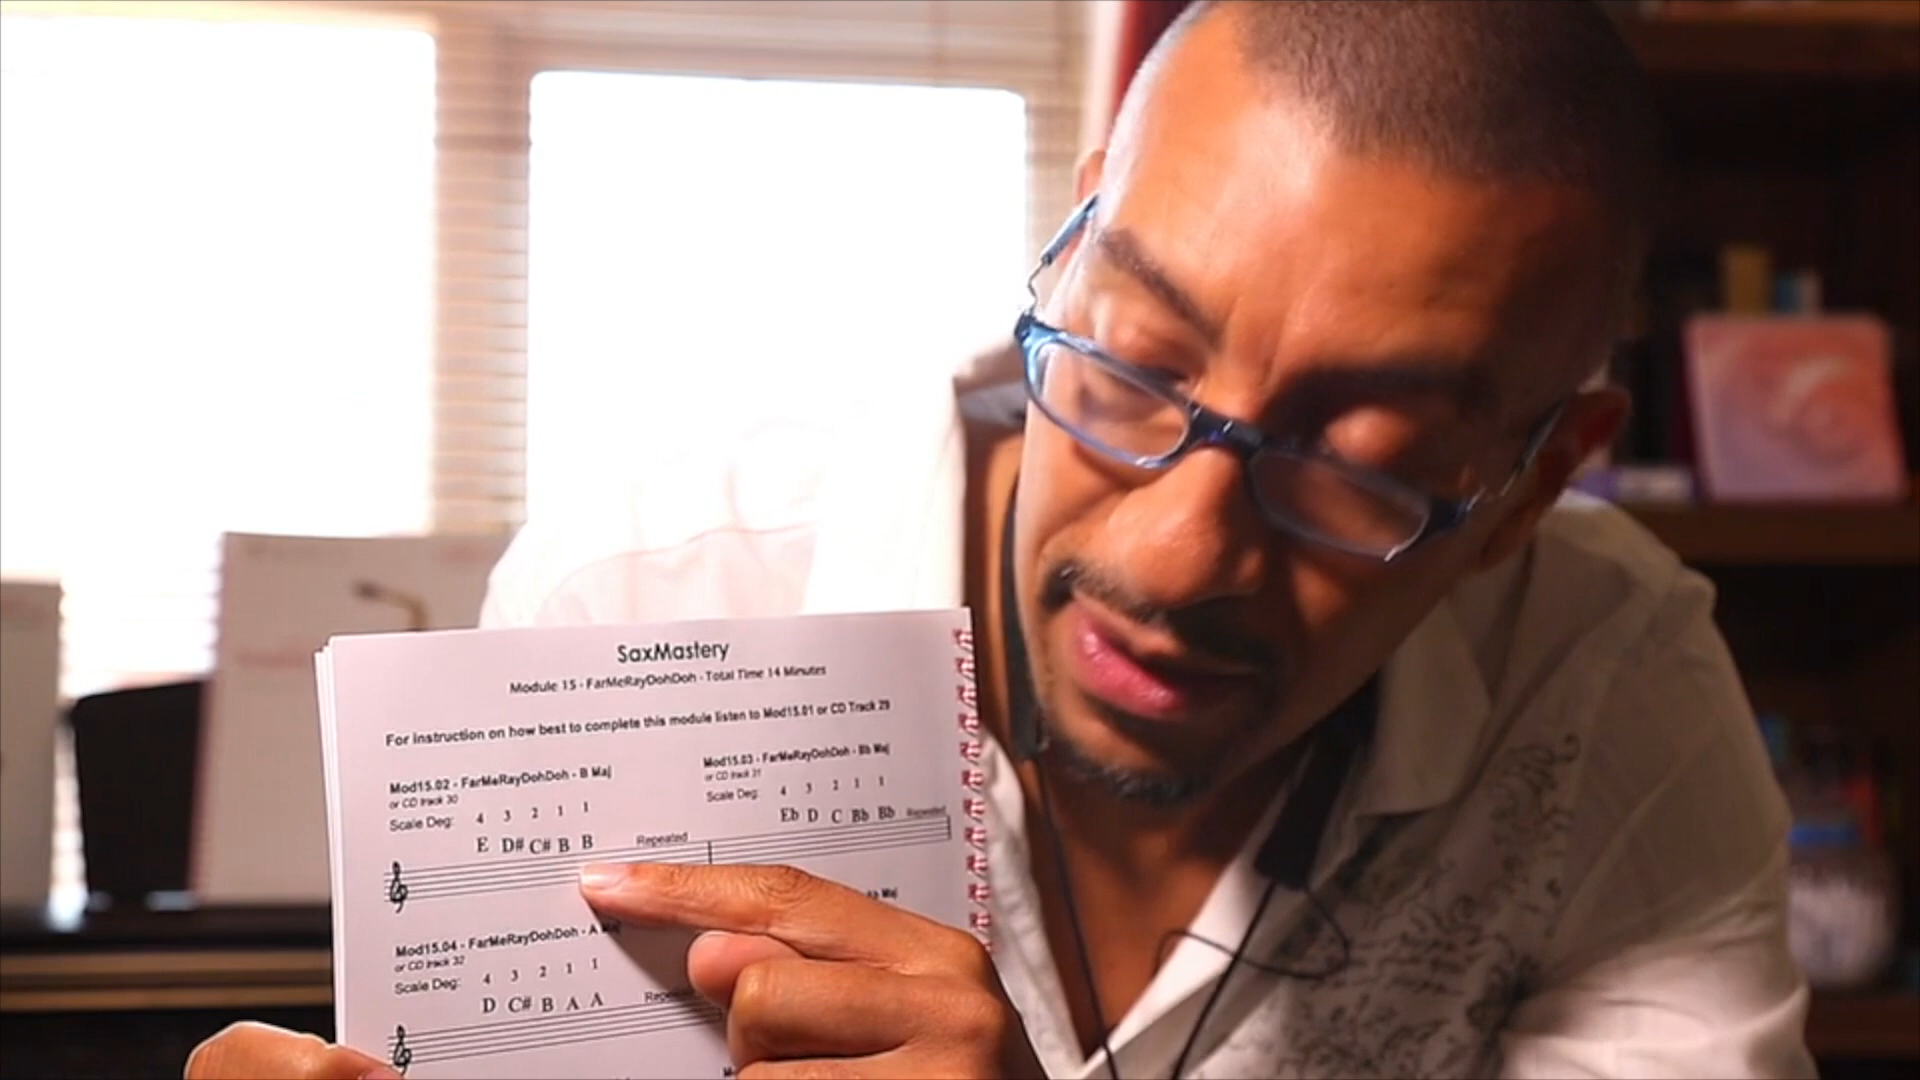 SaxMastery
Module 15 - FarMeRayDohDoh - Total Time 14 Minutes
For instruction on how best to complete this module listen to Mod15.01 or CD Track 29
Mod15.02 - FarMeRayDohDoh - B Maj
or CD track 30
Scale Deg: 4 3 2 1 1
E D# C# B B Repeated
Mod15.03 - FarMeRayDohDoh - Bb Maj
or CD track 31
Scale Deg: 4 3 2 1 1
Eb D C Bb Bb Repeated
Mod15.04 - FarMeRayDohDoh - A Maj
or CD track 32
Scale Deg: 4 3 2 1 1
D C# B A A
Maj